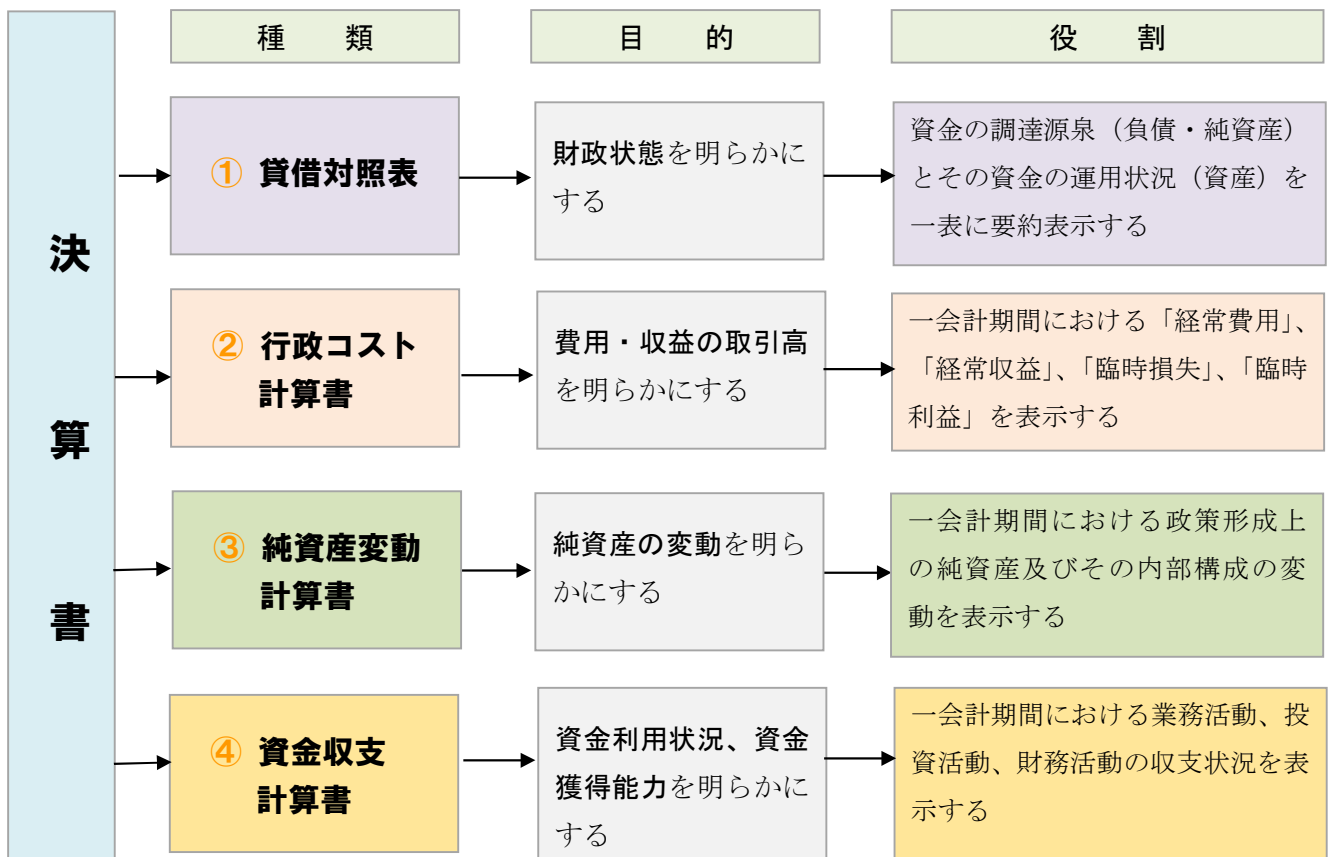 種　　類
目　　的
役　　割
決
算
書
① 貸借対照表
財政状態を明らかに
する
資金の調達源泉（負債・純資産）
とその資金の運用状況（資産）を
一表に要約表示する
② 行政コスト
計算書
費用・収益の取引高
を明らかにする
一会計期間における「経常費用」、
「経常収益」、「臨時損失」、「臨時
利益」を表示する
③ 純資産変動
計算書
純資産の変動を明ら
かにする
一会計期間における政策形成上
の純資産及びその内部構成の変
動を表示する
④ 資金収支
計算書
資金利用状況、資金
獲得能力を明らかに
する
一会計期間における業務活動、投
資活動、財務活動の収支状況を表
示する